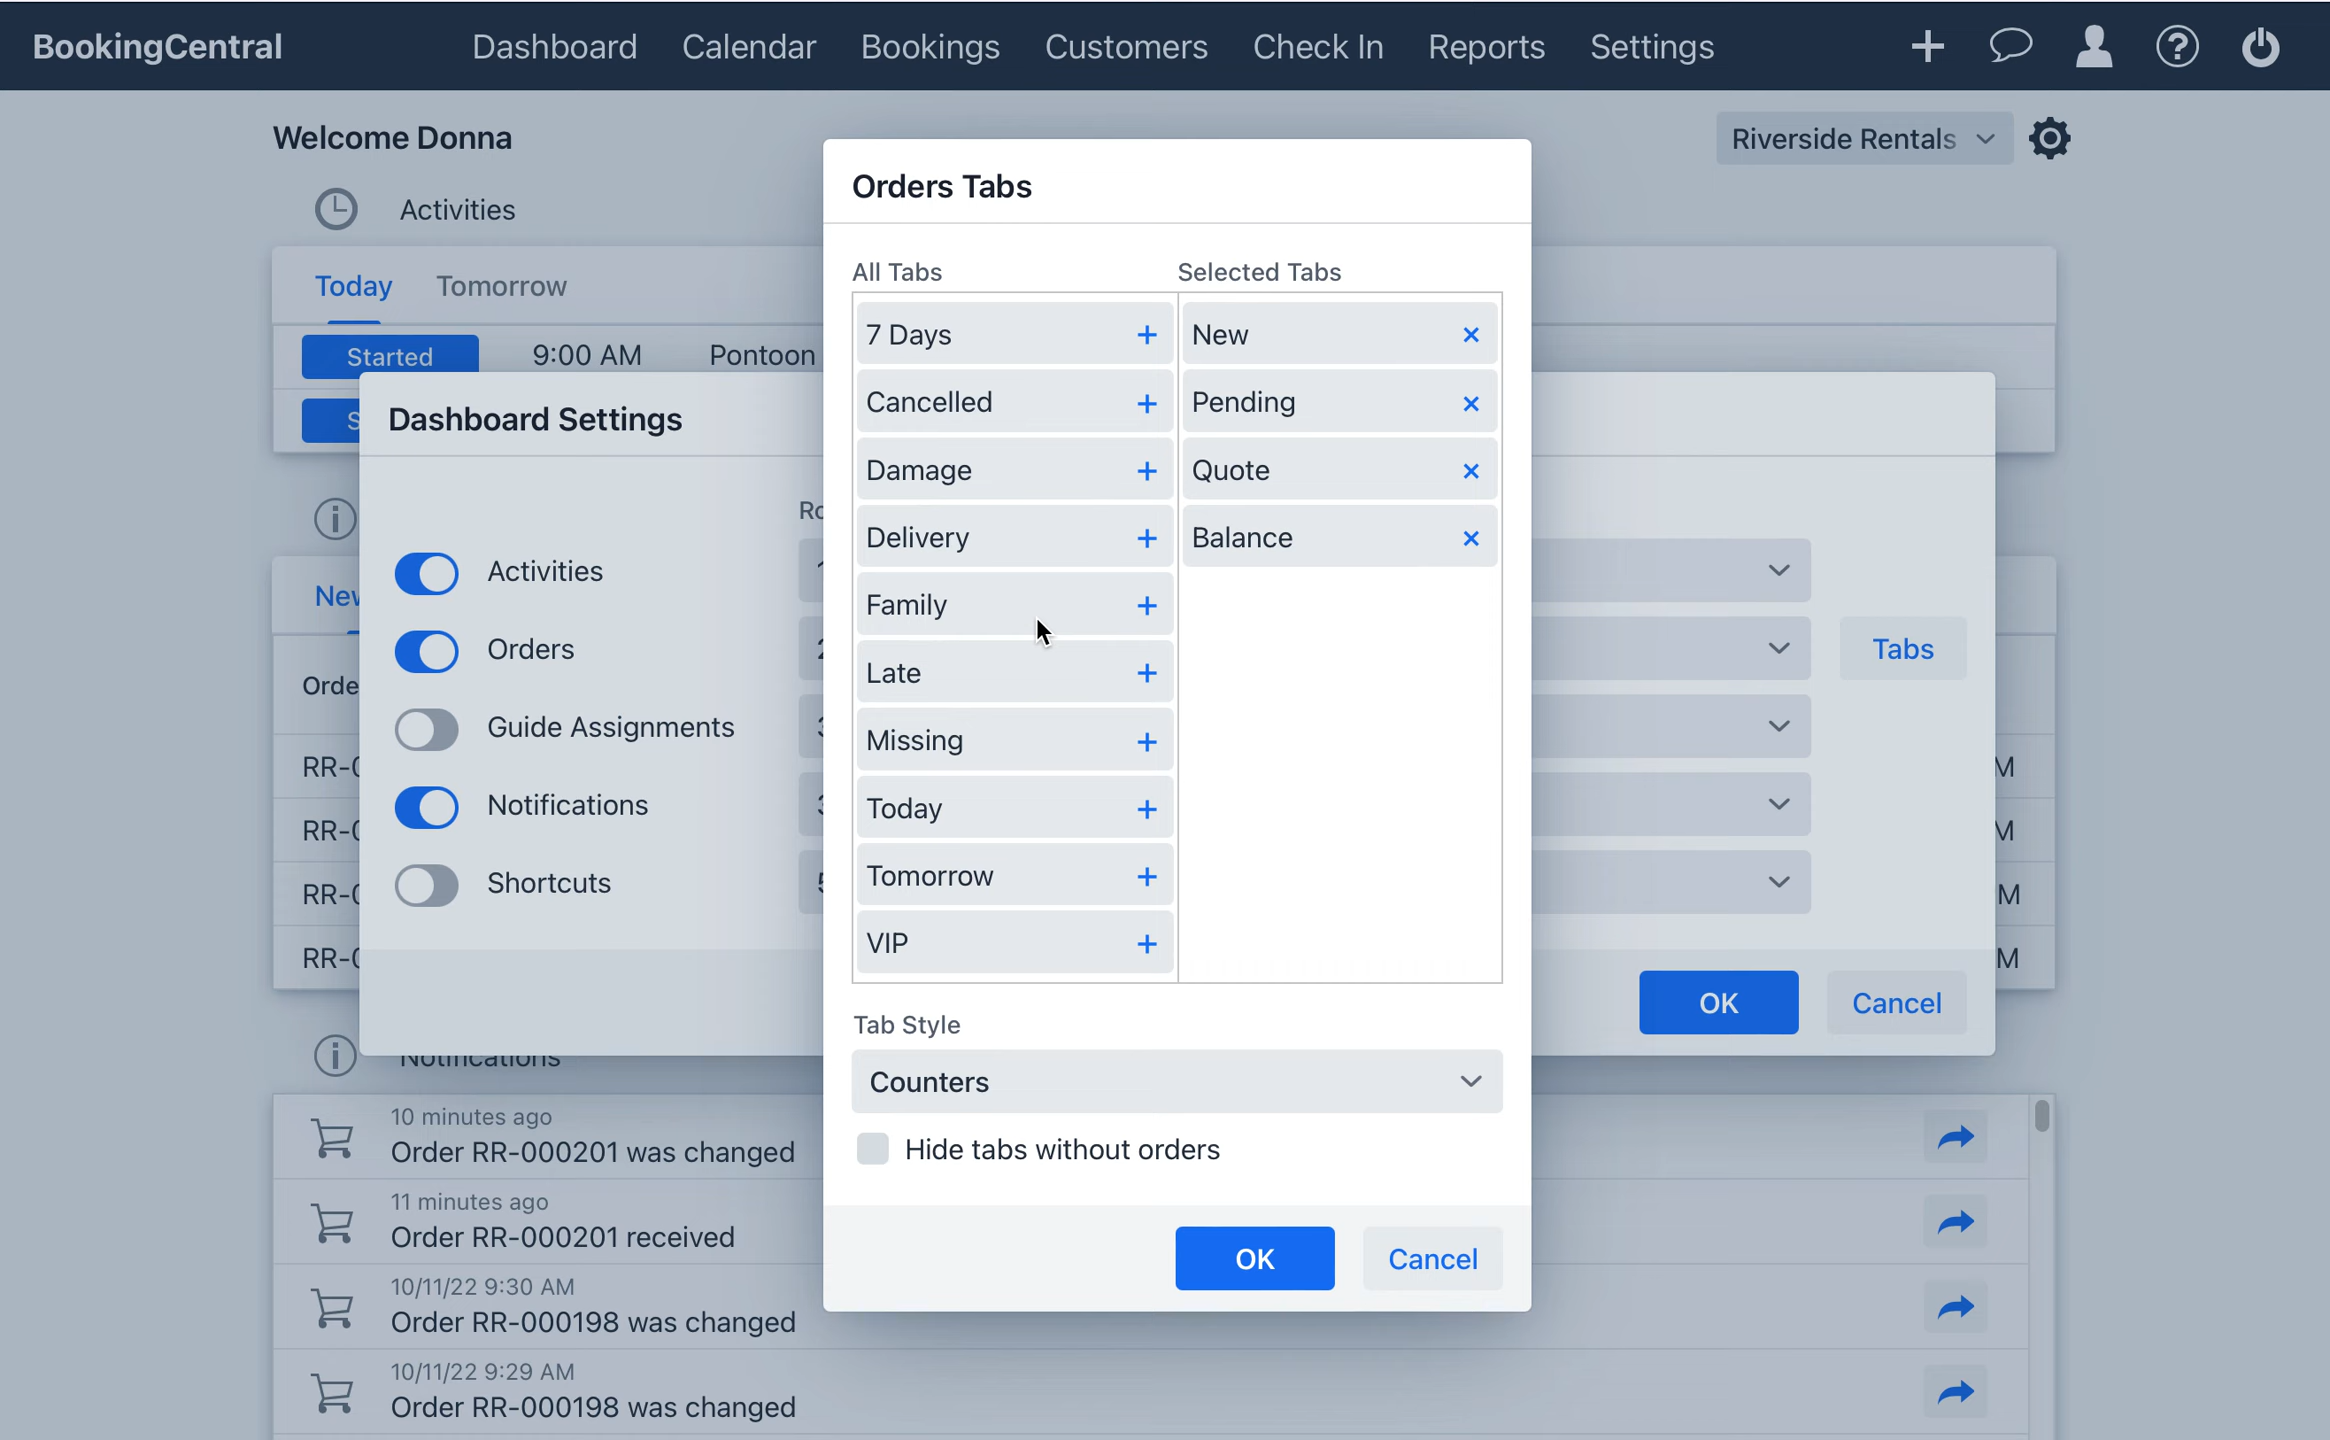 BookingCentral Dashboard Calendar Bookings Customers Check In Reports Settings
Welcome Donna
Riverside Rentals
Activities
Today Tomorrow
Started 9:00 AM Pontoon
Dashboard Settings
Activities
Orders
Guide Assignments
Notifications
Shortcuts
Tabs
OK Cancel
Orders Tabs
All Tabs Selected Tabs
7 Days
Cancelled
Damage
Delivery
Family
Late
Missing
Today
Tomorrow
VIP
New
Pending
Quote
Balance
Tab Style
Counters
Hide tabs without orders
OK Cancel
Notifications
10 minutes ago
Order RR-000201 was changed
11 minutes ago
Order RR-000201 received
10/11/22 9:30 AM
Order RR-000198 was changed
10/11/22 9:29 AM
Order RR-000198 was changed